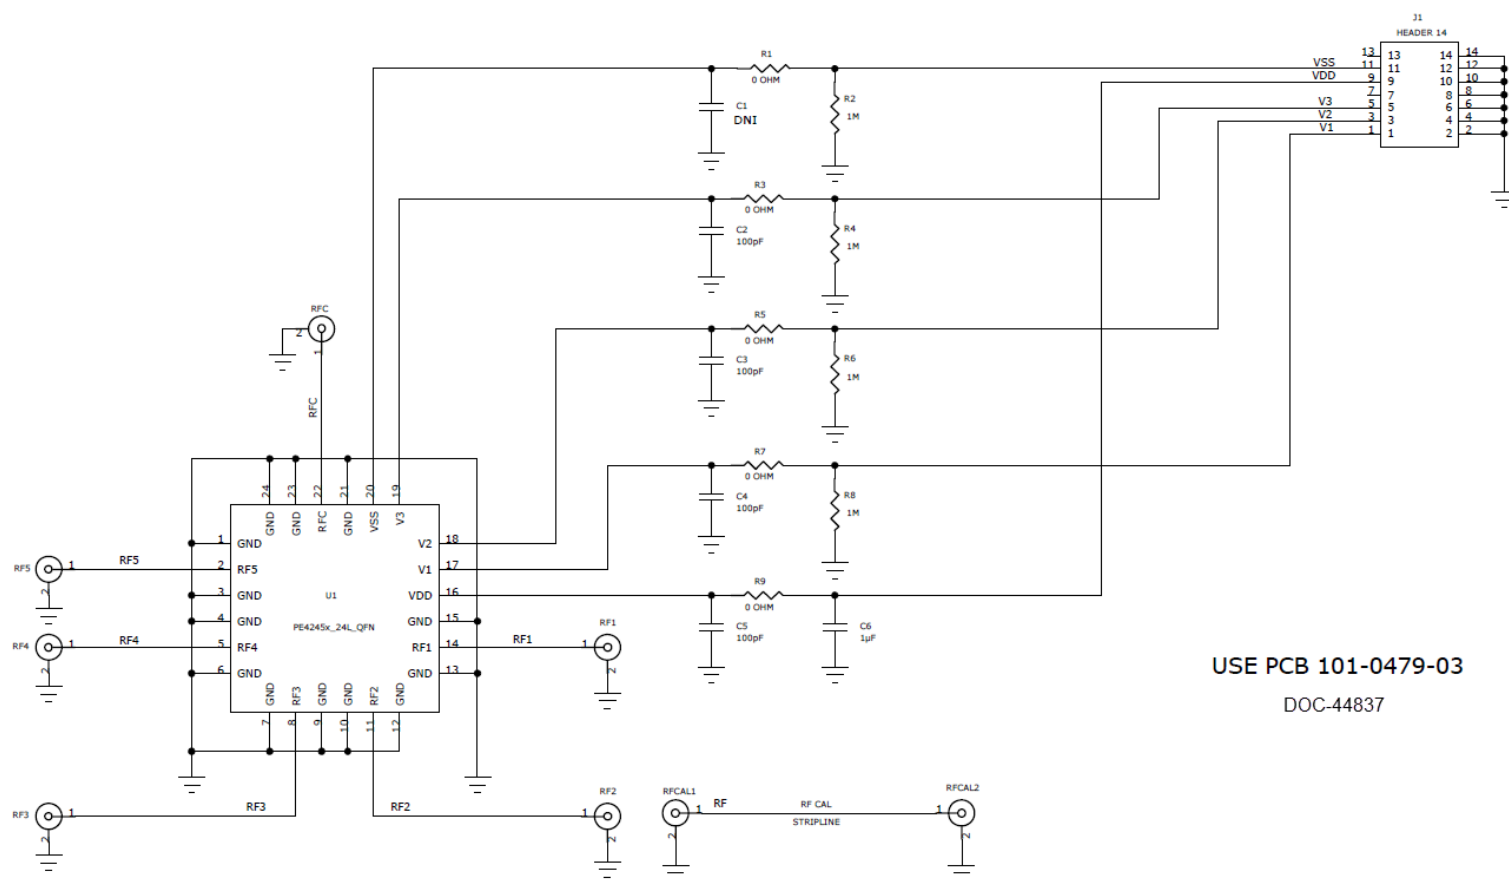 J1
HEADER 14
13 13 14 14
VSS 11 11 12 12
VDD 9 9 10 10
7 7 8 8
V3 5 5 6 6
V2 3 3 4 4
V1 1 1 2 2
R1
0 OHM
C1
DNI
R2
1M
R3
0 OHM
C2
100pF
R4
1M
RFC
2
1
RFC
R5
0 OHM
C3
100pF
R6
1M
R7
0 OHM
C4
100pF
R8
1M
24 23 22 21 20 19
GND GND RFC GND VSS V3
1 GND
RF5
1
2
RF5
2 RF5
3 GND
4 GND
RF4
1
2
RF4
5 RF4
6 GND
U1
PE4245x_24L_QFN
V2 18
V1 17
VDD 16
GND 15
RF1 14
GND 13
RF1
RF1
1
2
GND RF3 GND GND RF2 GND
7 8 9 10 11 12
R9
0 OHM
C5
100pF
C6
1µF
USE PCB 101-0479-03
DOC-44837
RF3
1
2
RF3
RF2
RF2
1
2
RFCAL1
1
2
RF
RF CAL
STRIPLINE
RFCAL2
1
2